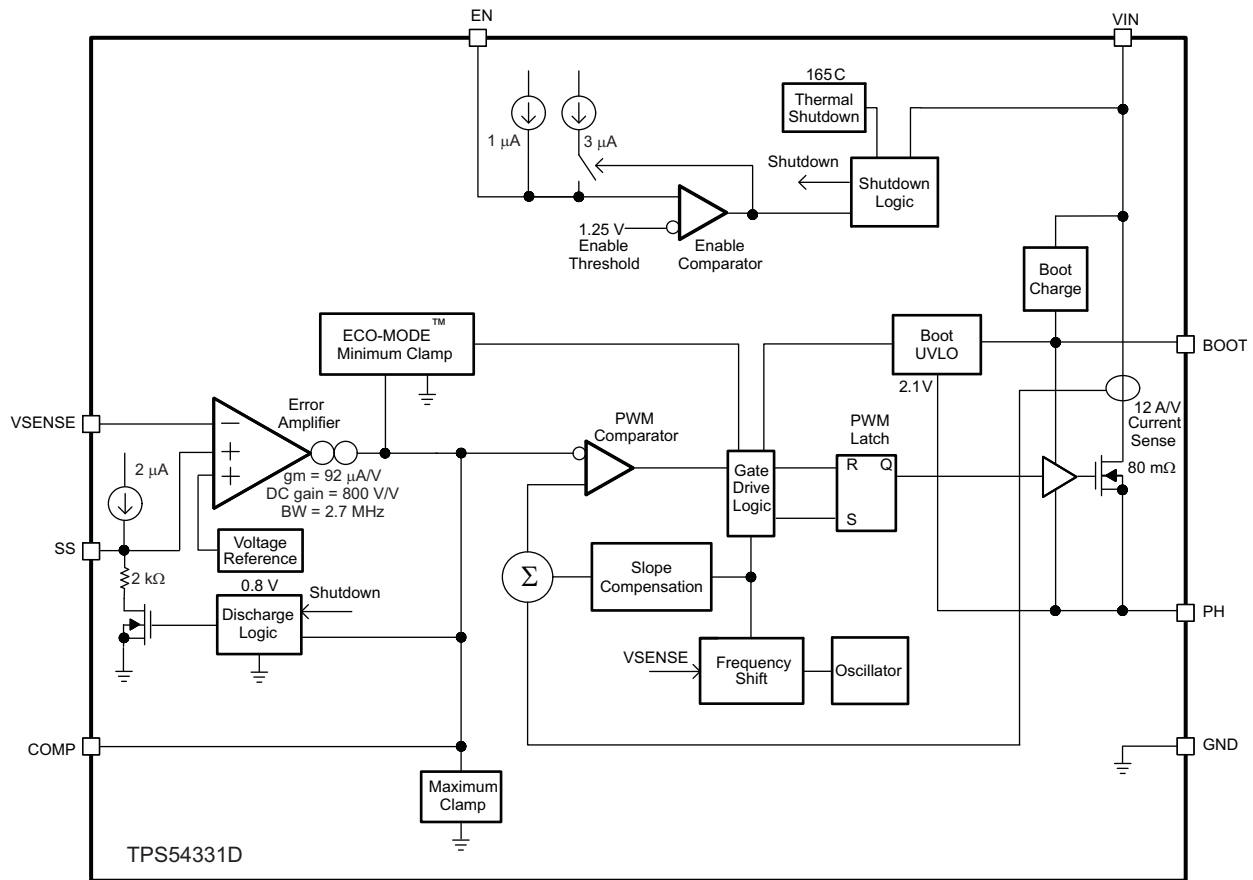 EN
VIN
165C
Thermal
Shutdown
1 µA
3 µA
Shutdown
Shutdown
Logic
1.25 V
Enable
Threshold
Enable
Comparator
Boot
Charge
ECO-MODE™
Minimum Clamp
Boot
UVLO
BOOT
2.1V
VSENSE
Error
Amplifier
PWM
Comparator
PWM
Latch
12 A/V
Current
Sense
2 µA
gm = 92 µA/V
DC gain = 800 V/V
BW = 2.7 MHz
Gate
Drive
Logic
R Q
S
80 mΩ
SS
Voltage
Reference
2 kΩ
0.8 V
Shutdown
Discharge
Logic
Σ
Slope
Compensation
PH
VSENSE
Frequency
Shift
Oscillator
COMP
GND
Maximum
Clamp
TPS54331D